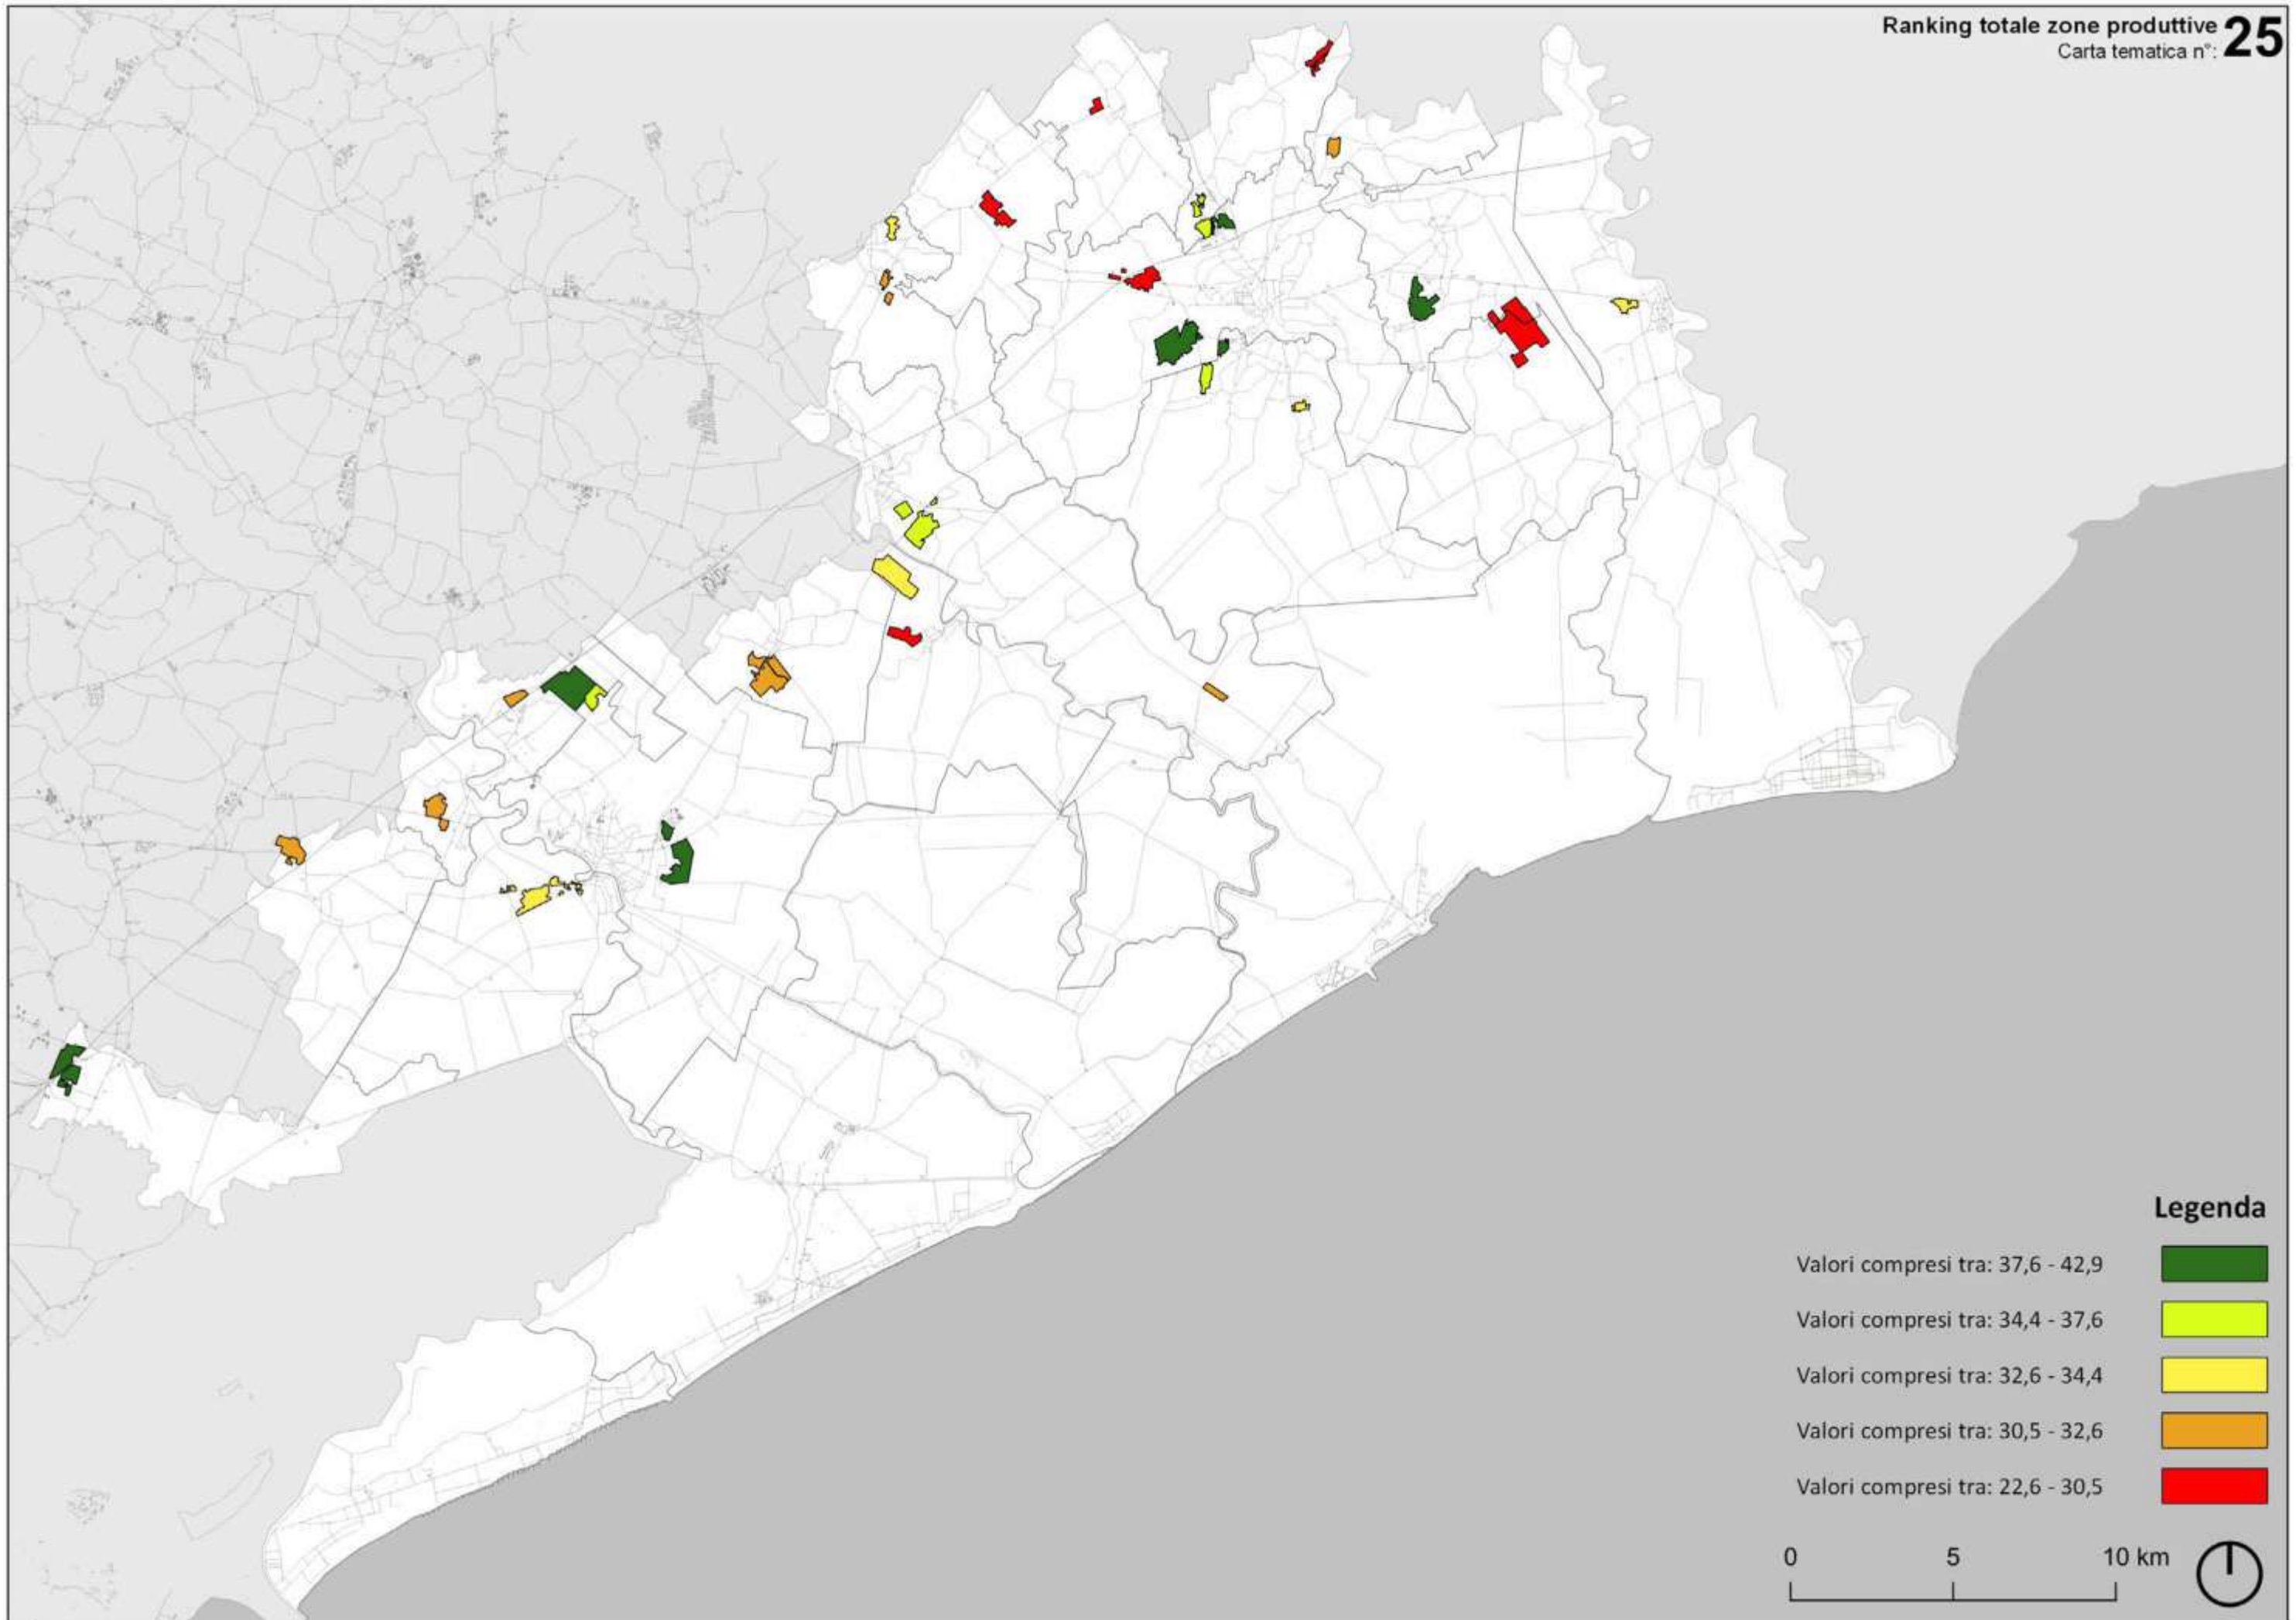 Ranking totale zone produttive 25
Carta tematica n°:
Legenda
Valori compresi tra: 37,6 - 42,9
Valori compresi tra: 34,4 - 37,6
Valori compresi tra: 32,6 - 34,4
Valori compresi tra: 30,5 - 32,6
Valori compresi tra: 22,6 - 30,5
0 5 10 km